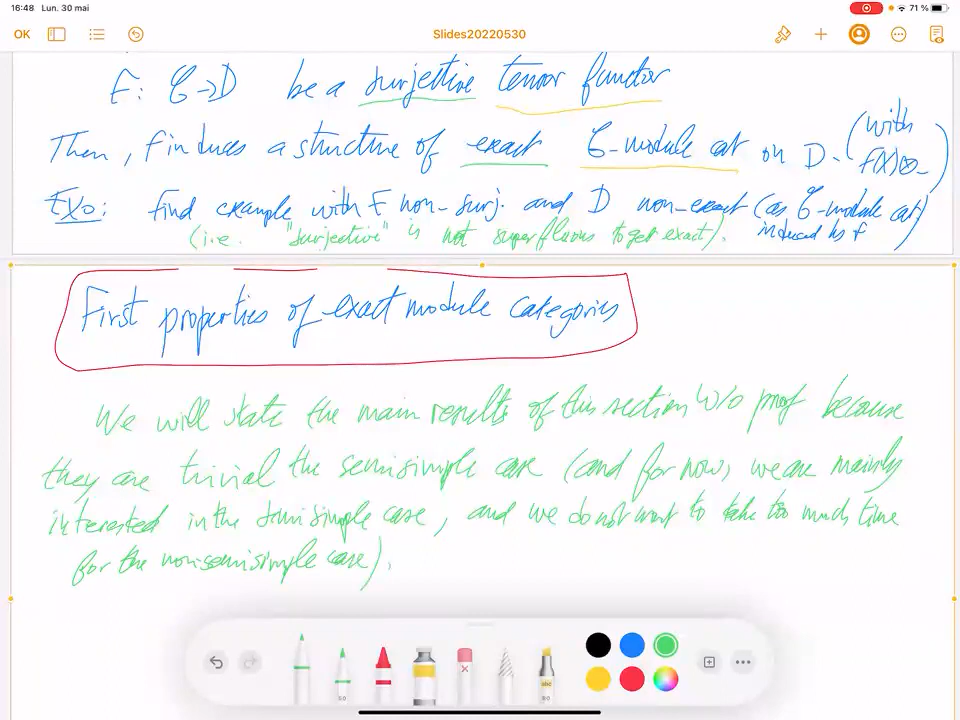 16:48 Lun. 30 mai
71 %
OK
Slides20220530
F: C→D be a surjective tensor functor
Then, F induces a structure of exact C-module cat on D. (with F(X)⊗_)
EXO: Find example with F non-surj. and D non-exact (as C-module cat) induced by F
(i.e. "surjective" is not superfluous to get exact).
First properties of exact module categories
We will state the main results of this section w/o proof because
they are trivial the semisimple case (and for now, we are mainly
interested in the semisimple case, and we do not want to take too much time
for the nonsemisimple case).